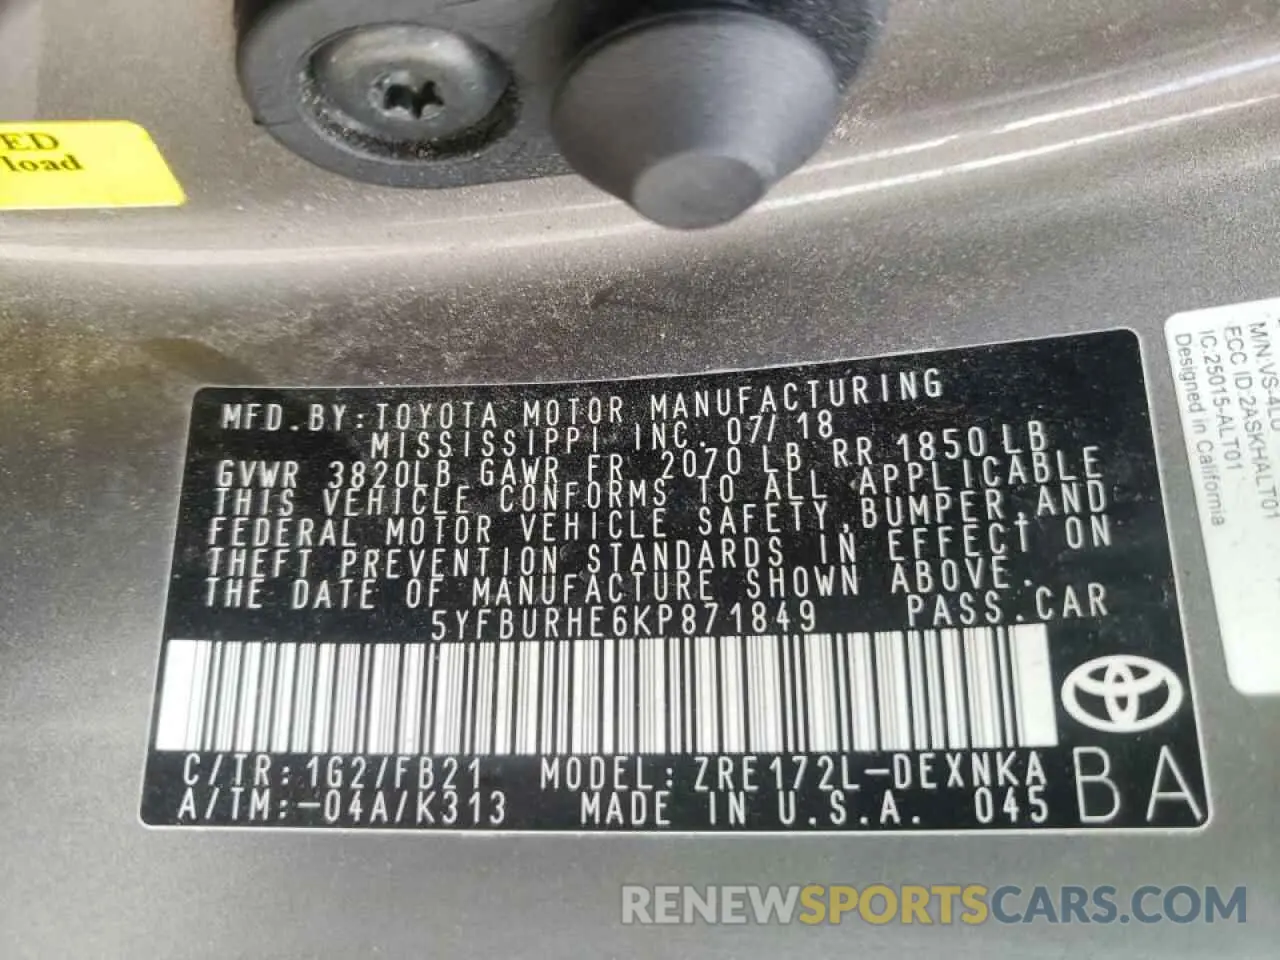 ED
load
MFD.BY:TOYOTA MOTOR MANUFACTURING
MISSISSIPPI INC. 07/18
GVWR 3820LB GAWR FR 2070 LB RR 1850 LB
THIS VEHICLE CONFORMS TO ALL APPLICABLE
FEDERAL MOTOR VEHICLE SAFETY,BUMPER,AND
THEFT PREVENTION STANDARDS IN EFFECT ON
THE DATE OF MANUFACTURE SHOWN ABOVE.
5YFBURHE6KP871849 PASS.CAR
C/TR:1G2/FB21 MODEL:ZRE172L-DEXNKA
A/TM:-04A/K313 MADE IN U.S.A. 045
BA
FCC ID:2ASKHALT01
IC:25015-ALT01
Designed in California
RENEWSPORTSCARS.COM